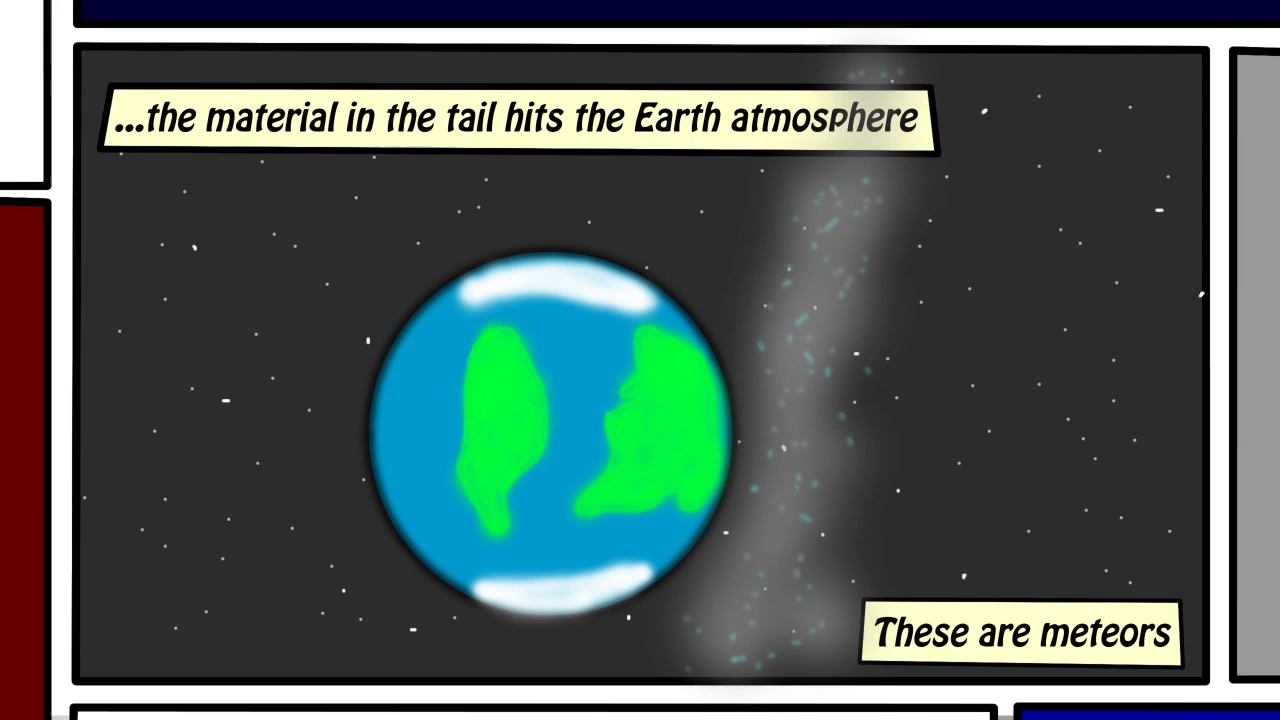 ...the material in the tail hits the Earth atmosphere
These are meteors